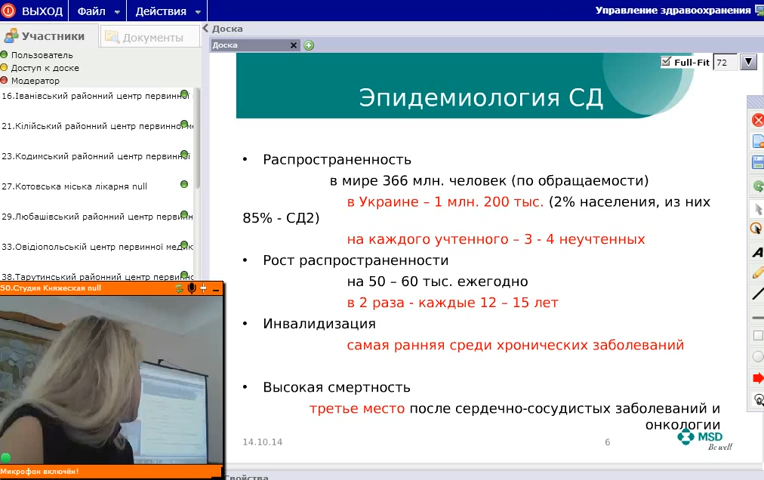 ВЫХОД
Файл
Действия
Управление здравоохранения
Участники
Документы
Пользователь
Доступ к доске
Модератор
16.Іванівський районний центр первинної
21.Кілійський районний центр первинної ме
23.Кодимський районний центр первинної
27.Котовська міська лікарня null
29.Любашівський районний центр первинн
33.Овідіопольській центр первинної медик
38.Тарутинський районний центр первинн
50.Студия Княжеская null
Микрофон включён!
Доска
Доска
Full-Fit
72
Эпидемиология СД
• Распространенность
в мире 366 млн. человек (по обращаемости)
в Украине – 1 млн. 200 тыс. (2% населения, из них
85% - СД2)
на каждого учтенного – 3 - 4 неучтенных
• Рост распространенности
на 50 – 60 тыс. ежегодно
в 2 раза - каждые 12 – 15 лет
• Инвалидизация
самая ранняя среди хронических заболеваний
• Высокая смертность
третье место после сердечно-сосудистых заболеваний и
онкологии
14.10.14
6
MSD
Be well
Свойства